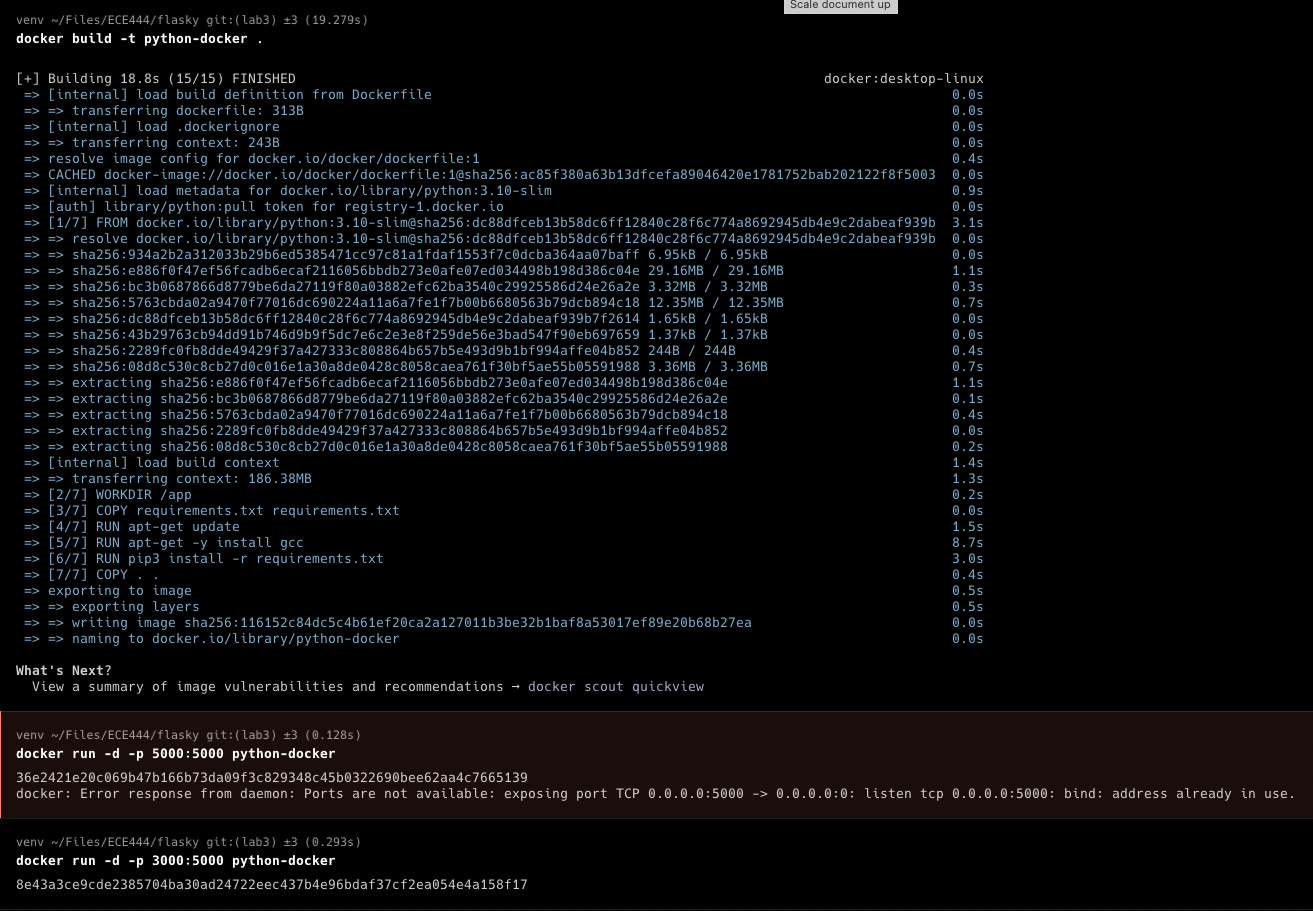 Scale document up
venv ~/Files/ECE444/flasky git:(lab3) ±3 (19.279s)
docker build -t python-docker .
[+] Building 18.8s (15/15) FINISHED docker:desktop-linux
=> [internal] load build definition from Dockerfile 0.0s
=> => transferring dockerfile: 313B 0.0s
=> [internal] load .dockerignore 0.0s
=> => transferring context: 243B 0.0s
=> resolve image config for docker.io/docker/dockerfile:1 0.4s
=> CACHED docker-image://docker.io/docker/dockerfile:1@sha256:ac85f380a63b13dfcefa89046420e1781752bab202122f8f5003 0.0s
=> [internal] load metadata for docker.io/library/python:3.10-slim 0.9s
=> [auth] library/python:pull token for registry-1.docker.io 0.0s
=> [1/7] FROM docker.io/library/python:3.10-slim@sha256:dc88dfceb13b58dc6ff12840c28f6c774a8692945db4e9c2dabeaf939b 3.1s
=> => resolve docker.io/library/python:3.10-slim@sha256:dc88dfceb13b58dc6ff12840c28f6c774a8692945db4e9c2dabeaf939b 0.0s
=> => sha256:934a2b2a312033b29b6ed5385471cc97c81a1fdaf1553f7c0dcba364aa07baff 6.95kB / 6.95kB 0.0s
=> => sha256:e886f0f47ef56fcadb6ecaf2116056bbdb273e0afe07ed034498b198d386c04e 29.16MB / 29.16MB 1.1s
=> => sha256:bc3b0687866d8779be6da27119f80a03882efc62ba3540c29925586d24e26a2e 3.32MB / 3.32MB 0.3s
=> => sha256:5763cbda02a9470f77016dc690224a11a6a7fe1f7b00b6680563b79dcb894c18 12.35MB / 12.35MB 0.7s
=> => sha256:dc88dfceb13b58dc6ff12840c28f6c774a8692945db4e9c2dabeaf939b7f2614 1.65kB / 1.65kB 0.0s
=> => sha256:43b29763cb94dd91b746d9b9f5dc7e6c2e3e8f259de56e3bad547f90eb697659 1.37kB / 1.37kB 0.0s
=> => sha256:2289fc0fb8dde49429f37a427333c808864b657b5e493d9b1bf994affe04b852 244B / 244B 0.4s
=> => sha256:08d8c530c8cb27d0c016e1a30a8de0428c8058caea761f30bf5ae55b05591988 3.36MB / 3.36MB 0.7s
=> => extracting sha256:e886f0f47ef56fcadb6ecaf2116056bbdb273e0afe07ed034498b198d386c04e 1.1s
=> => extracting sha256:bc3b0687866d8779be6da27119f80a03882efc62ba3540c29925586d24e26a2e 0.1s
=> => extracting sha256:5763cbda02a9470f77016dc690224a11a6a7fe1f7b00b6680563b79dcb894c18 0.4s
=> => extracting sha256:2289fc0fb8dde49429f37a427333c808864b657b5e493d9b1bf994affe04b852 0.0s
=> => extracting sha256:08d8c530c8cb27d0c016e1a30a8de0428c8058caea761f30bf5ae55b05591988 0.2s
=> [internal] load build context 1.4s
=> => transferring context: 186.38MB 1.3s
=> [2/7] WORKDIR /app 0.2s
=> [3/7] COPY requirements.txt requirements.txt 0.0s
=> [4/7] RUN apt-get update 1.5s
=> [5/7] RUN apt-get -y install gcc 8.7s
=> [6/7] RUN pip3 install -r requirements.txt 3.0s
=> [7/7] COPY . . 0.4s
=> exporting to image 0.5s
=> => exporting layers 0.5s
=> => writing image sha256:116152c84dc5c4b61ef20ca2a127011b3be32b1baf8a53017ef89e20b68b27ea 0.0s
=> => naming to docker.io/library/python-docker 0.0s
What's Next?
View a summary of image vulnerabilities and recommendations → docker scout quickview
venv ~/Files/ECE444/flasky git:(lab3) ±3 (0.128s)
docker run -d -p 5000:5000 python-docker
36e2421e20c069b47b166b73da09f3c829348c45b0322690bee62aa4c7665139
docker: Error response from daemon: Ports are not available: exposing port TCP 0.0.0.0:5000 -> 0.0.0.0:0: listen tcp 0.0.0.0:5000: bind: address already in use.
venv ~/Files/ECE444/flasky git:(lab3) ±3 (0.293s)
docker run -d -p 3000:5000 python-docker
8e43a3ce9cde2385704ba30ad24722eec437b4e96bdaf37cf2ea054e4a158f17